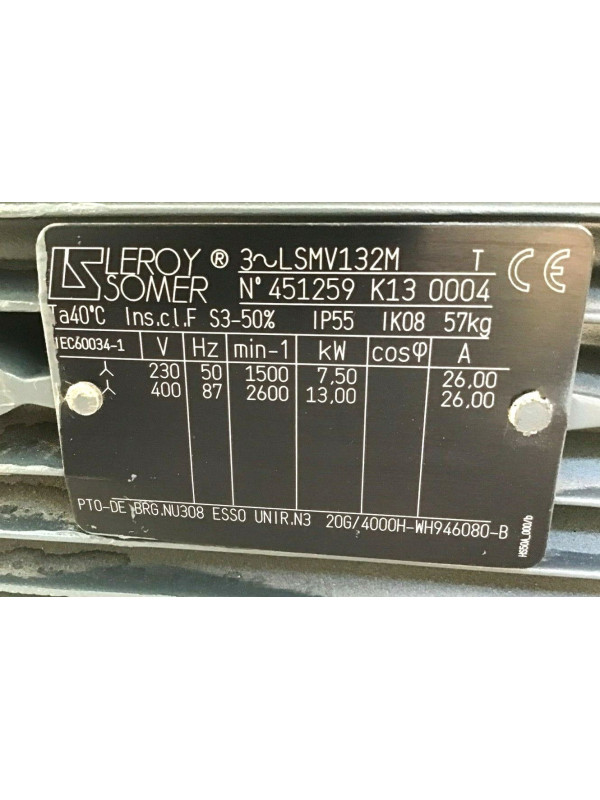 LS LEROY SOMER ® 3~LSMV132M T CE
N° 451259 K13 0004
Ta40°C Ins.cl.F S3-50% IP55 IK08 57kg
IEC60034-1 V Hz min-1 kW cosφ A
230 50 1500 7,50 26,00
400 87 2600 13,00 26,00
PTO-DE BRG.NU308 ESSO UNIR.N3 20G/4000H-WH946080-B